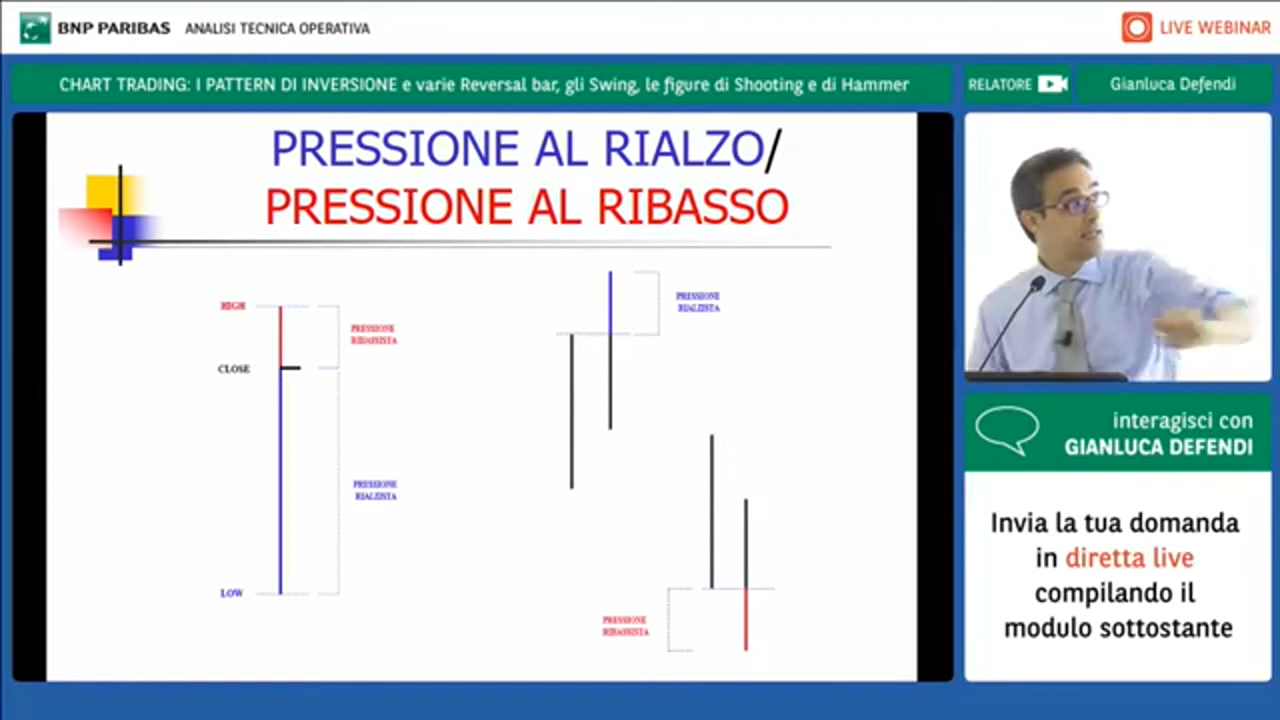 BNP PARIBAS ANALISI TECNICA OPERATIVA
LIVE WEBINAR
CHART TRADING: I PATTERN DI INVERSIONE e varie Reversal bar, gli Swing, le figure di Shooting e di Hammer
RELATORE
Gianluca Defendi
PRESSIONE AL RIALZO/
PRESSIONE AL RIBASSO
HIGH
PRESSIONE
RIBASSISTA
CLOSE
PRESSIONE
RIALZISTA
LOW
PRESSIONE
RIALZISTA
PRESSIONE
RIBASSISTA
interagisci con
GIANLUCA DEFENDI
Invia la tua domanda
in diretta live
compilando il
modulo sottostante